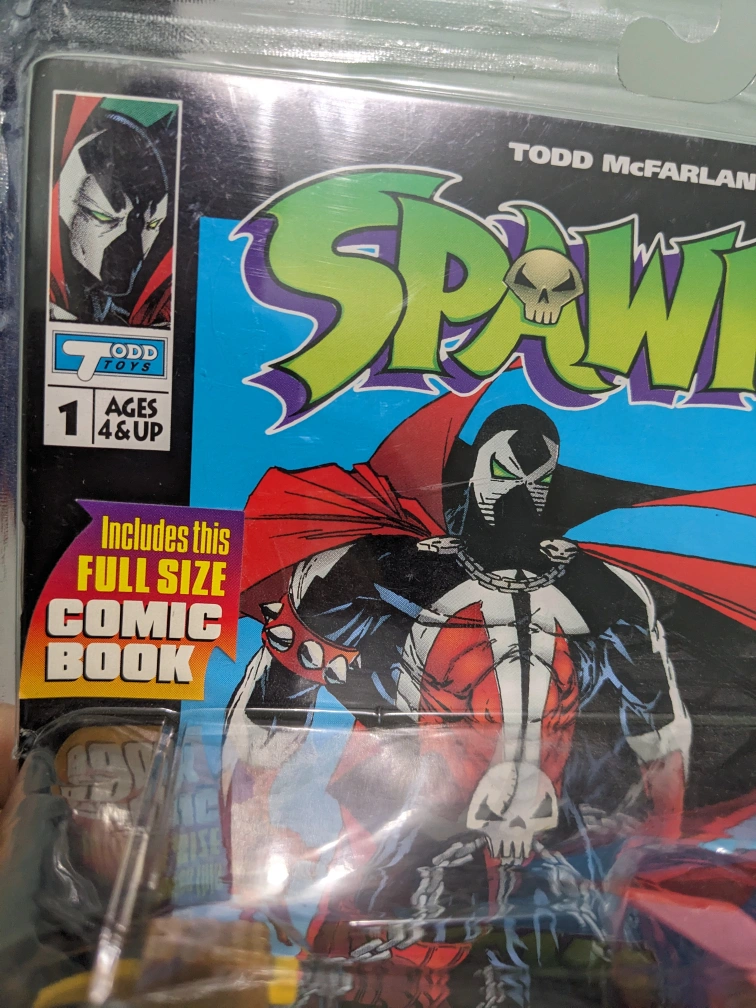 TODD McFARLAN
SPAWN
TODD
TOYS
1
AGES
4 & UP
Includes this
FULL SIZE
COMIC
BOOK